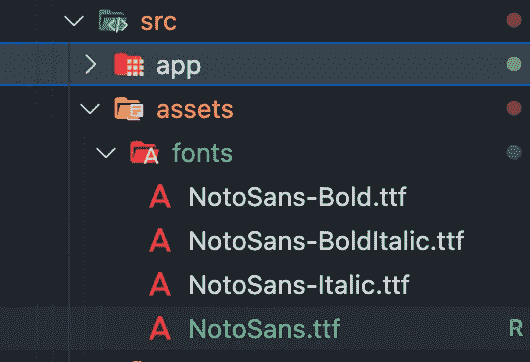 src
app
assets
fonts
NotoSans-Bold.ttf
NotoSans-BoldItalic.ttf
NotoSans-Italic.ttf
NotoSans.ttf R